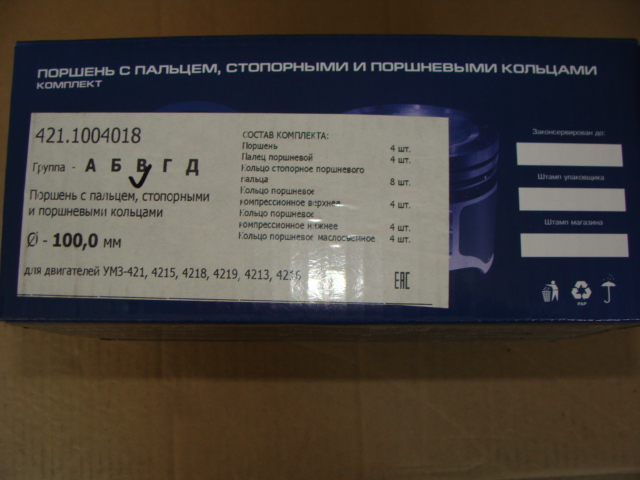 ПОРШЕНЬ С ПАЛЬЦЕМ, СТОПОРНЫМИ И ПОРШНЕВЫМИ КОЛЬЦАМИ
КОМПЛЕКТ
421.1004018
Группа - А Б В Г Д
Поршень с пальцем, стопорными
и поршневыми кольцами
Ø - 100,0 мм
для двигателей УМЗ-421, 4215, 4218, 4219, 4213, 4216
СОСТАВ КОМПЛЕКТА:
Поршень 4 шт.
Палец поршневой 4 шт.
Кольцо стопорное поршневого
пальца 8 шт.
Кольцо поршневое
компрессионное верхнее 4 шт.
Кольцо поршневое
компрессионное нижнее 4 шт.
Кольцо поршневое маслосъемное 4 шт.
EAC
Законсервирован до:
Штамп упаковщика
Штамп магазина
PAP